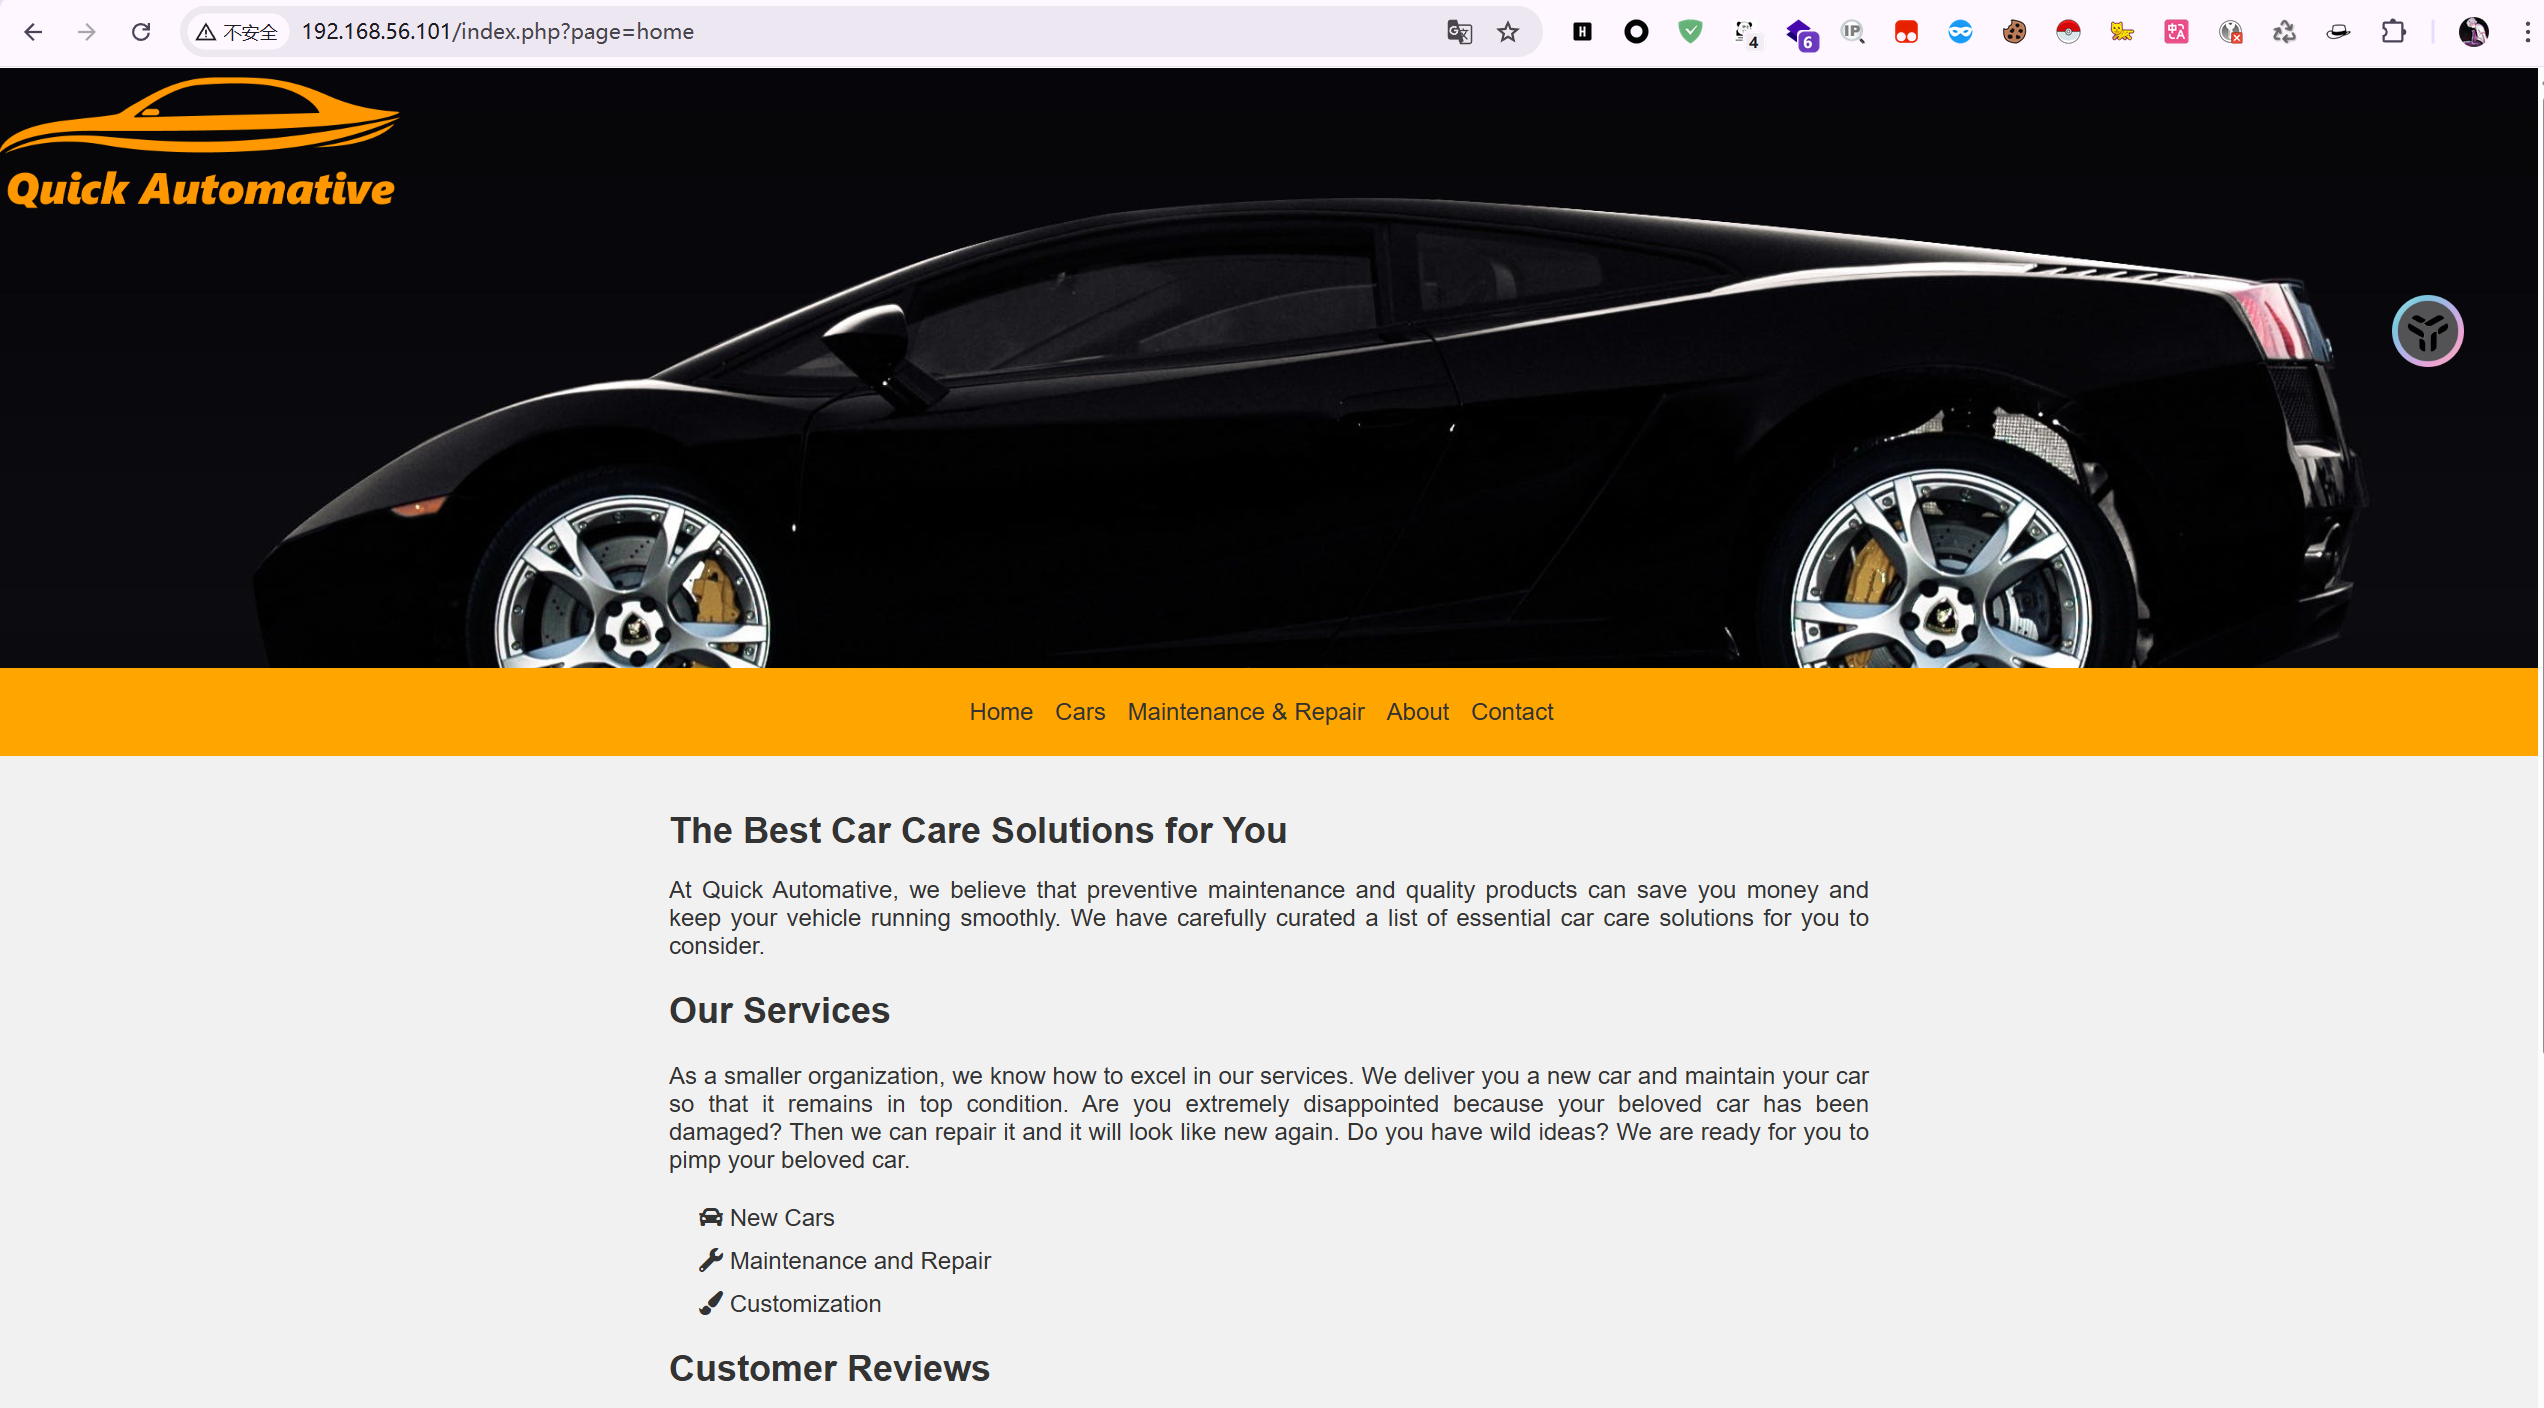 不安全
192.168.56.101/index.php?page=home
H
4
6
IP
中A
Quick Automative
Home Cars Maintenance & Repair About Contact
The Best Car Care Solutions for You
At Quick Automative, we believe that preventive maintenance and quality products can save you money and
keep your vehicle running smoothly. We have carefully curated a list of essential car care solutions for you to
consider.
Our Services
As a smaller organization, we know how to excel in our services. We deliver you a new car and maintain your car
so that it remains in top condition. Are you extremely disappointed because your beloved car has been
damaged? Then we can repair it and it will look like new again. Do you have wild ideas? We are ready for you to
pimp your beloved car.
New Cars
Maintenance and Repair
Customization
Customer Reviews